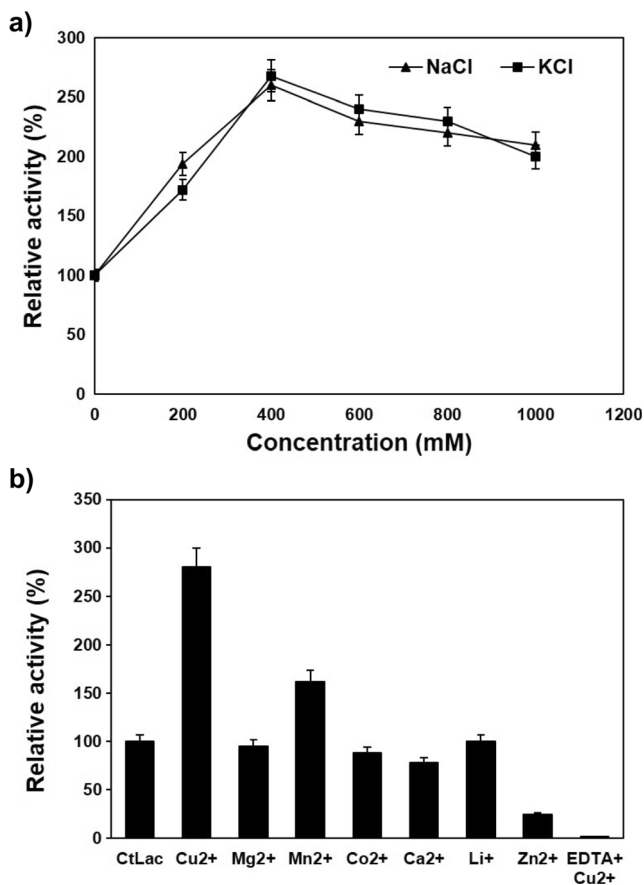 a)
300
250
200
150
100
50
0
Relative activity (%)
NaCl KCl
0 200 400 600 800 1000 1200
Concentration (mM)
b)
350
300
250
200
150
100
50
0
Relative activity (%)
CtLac Cu2+ Mg2+ Mn2+ Co2+ Ca2+ Li+ Zn2+ EDTA+
Cu2+